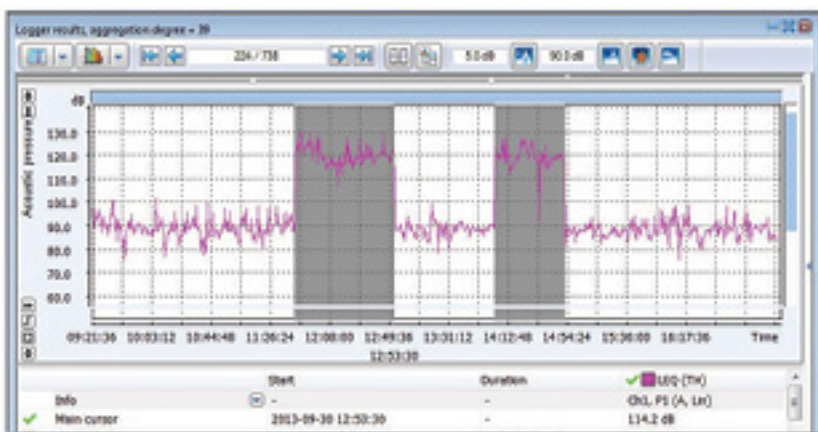 Logger results, aggregation degree = 39
224 / 738
5.0 dB
90.0 dB
dB
130.0
120.0
110.0
100.0
90.0
80.0
70.0
60.0
09:21:36 10:03:12 10:44:48 11:26:24 12:08:00 12:49:36 13:31:12 14:12:48 14:54:24 15:36:00 16:17:36 Time
12:53:30
Start Duration LEQ (TH)
Info - - Ch1, P1 (A, Lin)
Main cursor 2013-09-30 12:53:30 - 114.2 dB